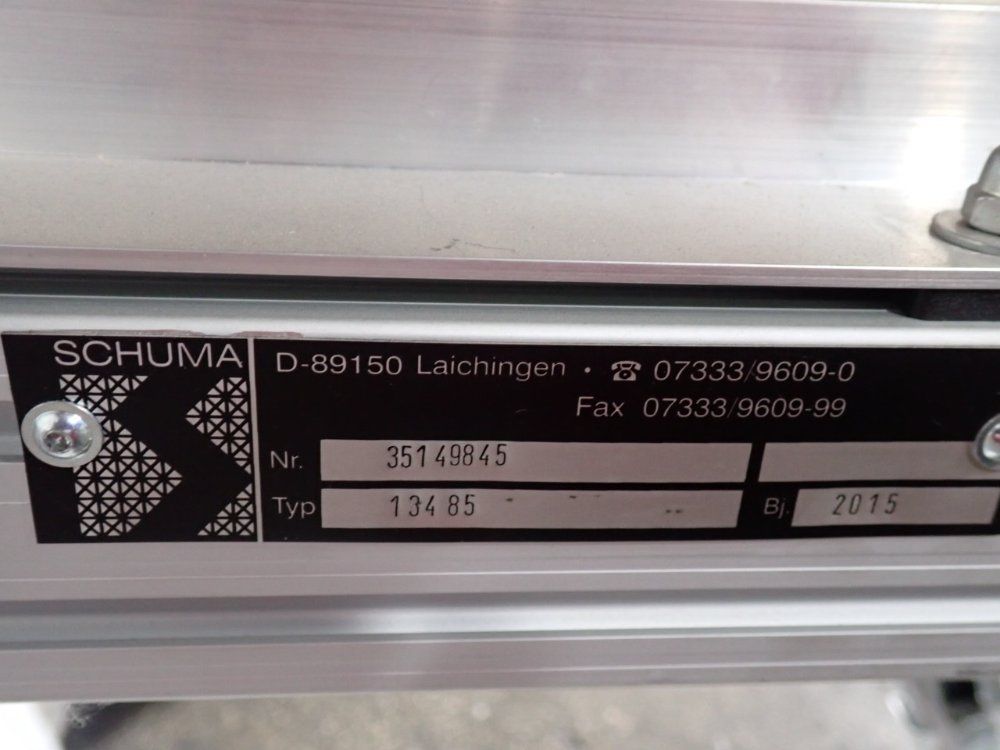 SCHUMA
D-89150 Laichingen · ☎ 07333/9609-0
Fax 07333/9609-99
Nr. 35149845
Typ 13485
Bj. 2015